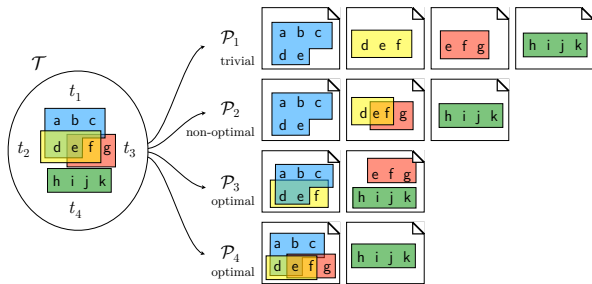 𝒯
t₁
a b c
t₂ d e f g t₃
h i j k
t₄
𝒫₁
trivial
a b c
d e
d e f
e f g
h i j k
𝒫₂
non-optimal
a b c
d e
d e f g
h i j k
𝒫₃
optimal
a b c
d e f
e f g
h i j k
𝒫₄
optimal
a b c
d e f g
h i j k